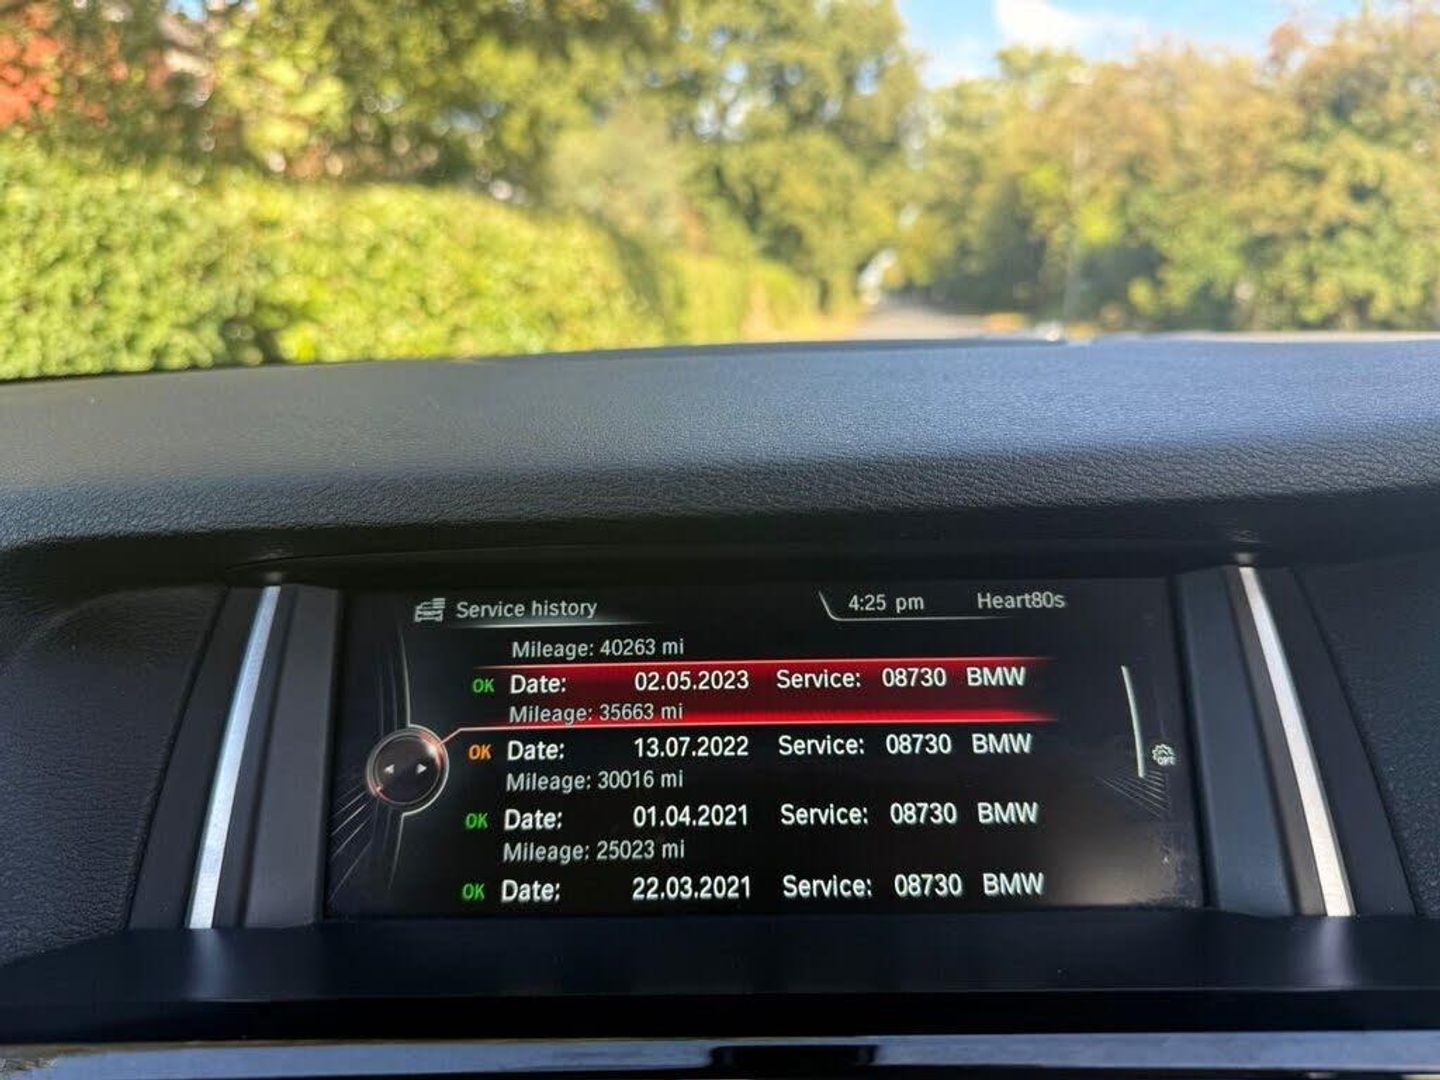 Service history 4:25 pm Heart80s
Mileage: 40263 mi
OK Date: 02.05.2023 Service: 08730 BMW
Mileage: 35663 mi
OK Date: 13.07.2022 Service: 08730 BMW
Mileage: 30016 mi
OK Date: 01.04.2021 Service: 08730 BMW
Mileage: 25023 mi
OK Date: 22.03.2021 Service: 08730 BMW
OFF